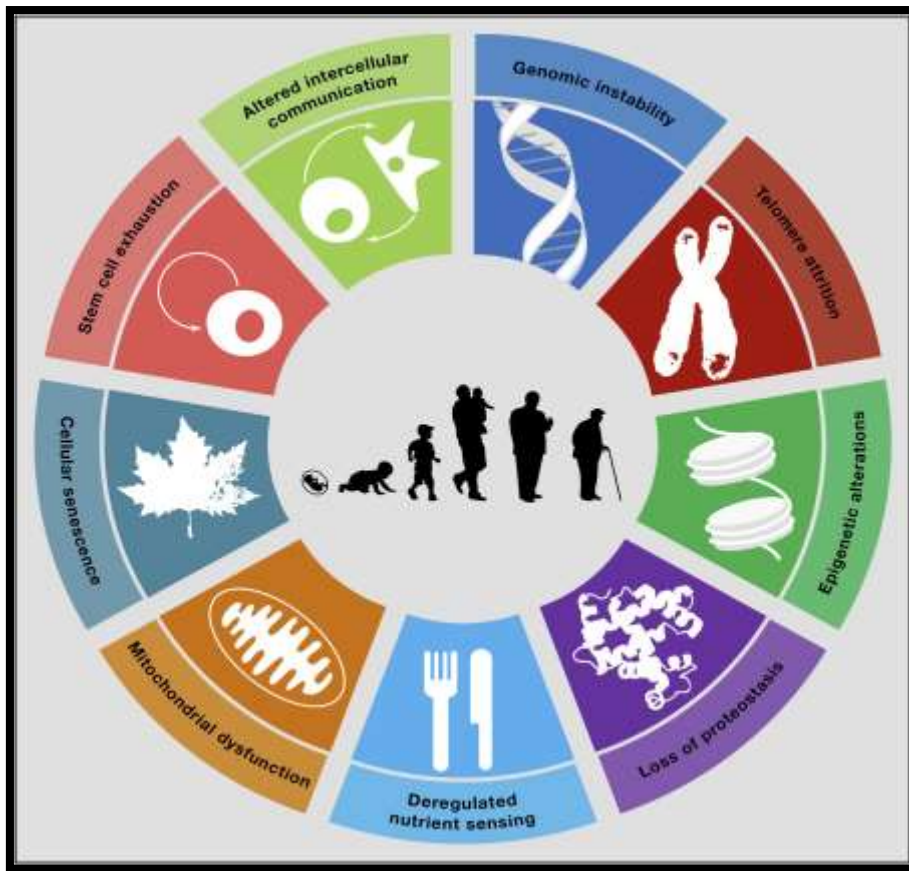 Altered intercellular
communication
Genomic instability
Telomere attrition
Epigenetic alterations
Loss of proteostasis
Deregulated
nutrient sensing
Mitochondrial dysfunction
Cellular senescence
Stem cell exhaustion